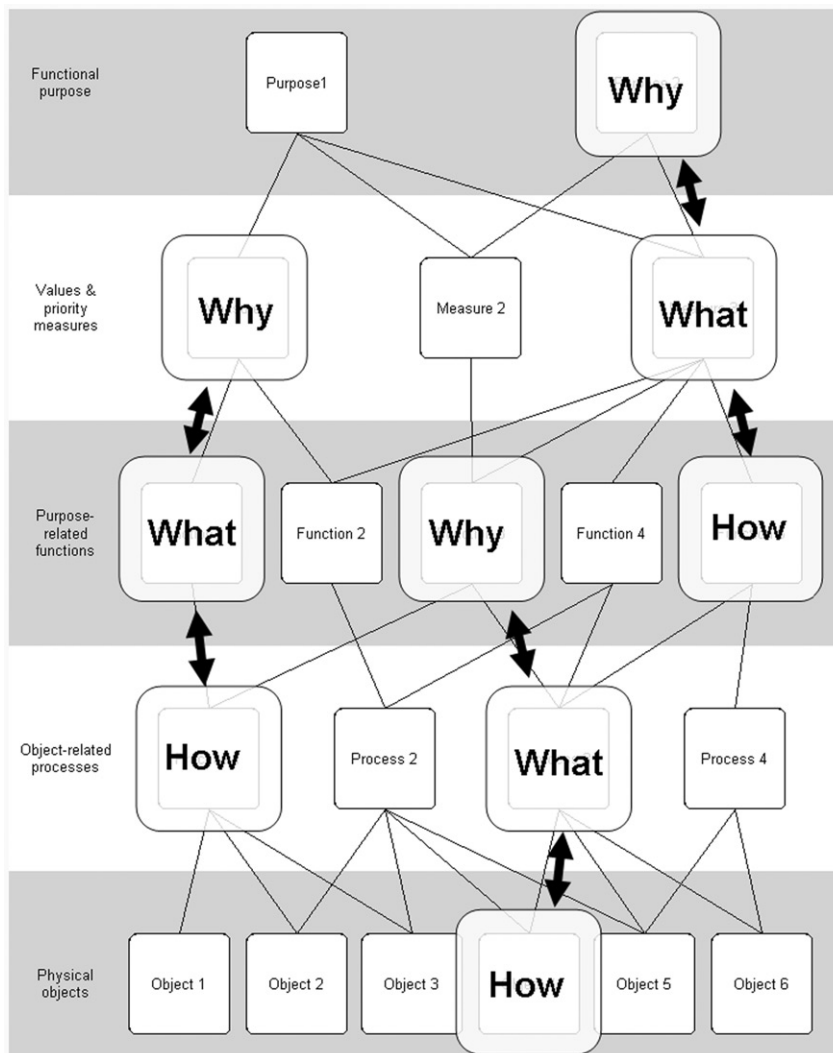 Functional
purpose
Purpose1
Why
Values &
priority
measures
Why
Measure 2
What
Purpose-
related
functions
What
Function 2
Why
Function 4
How
Object-related
processes
How
Process 2
What
Process 4
Physical
objects
Object 1
Object 2
Object 3
How
Object 5
Object 6